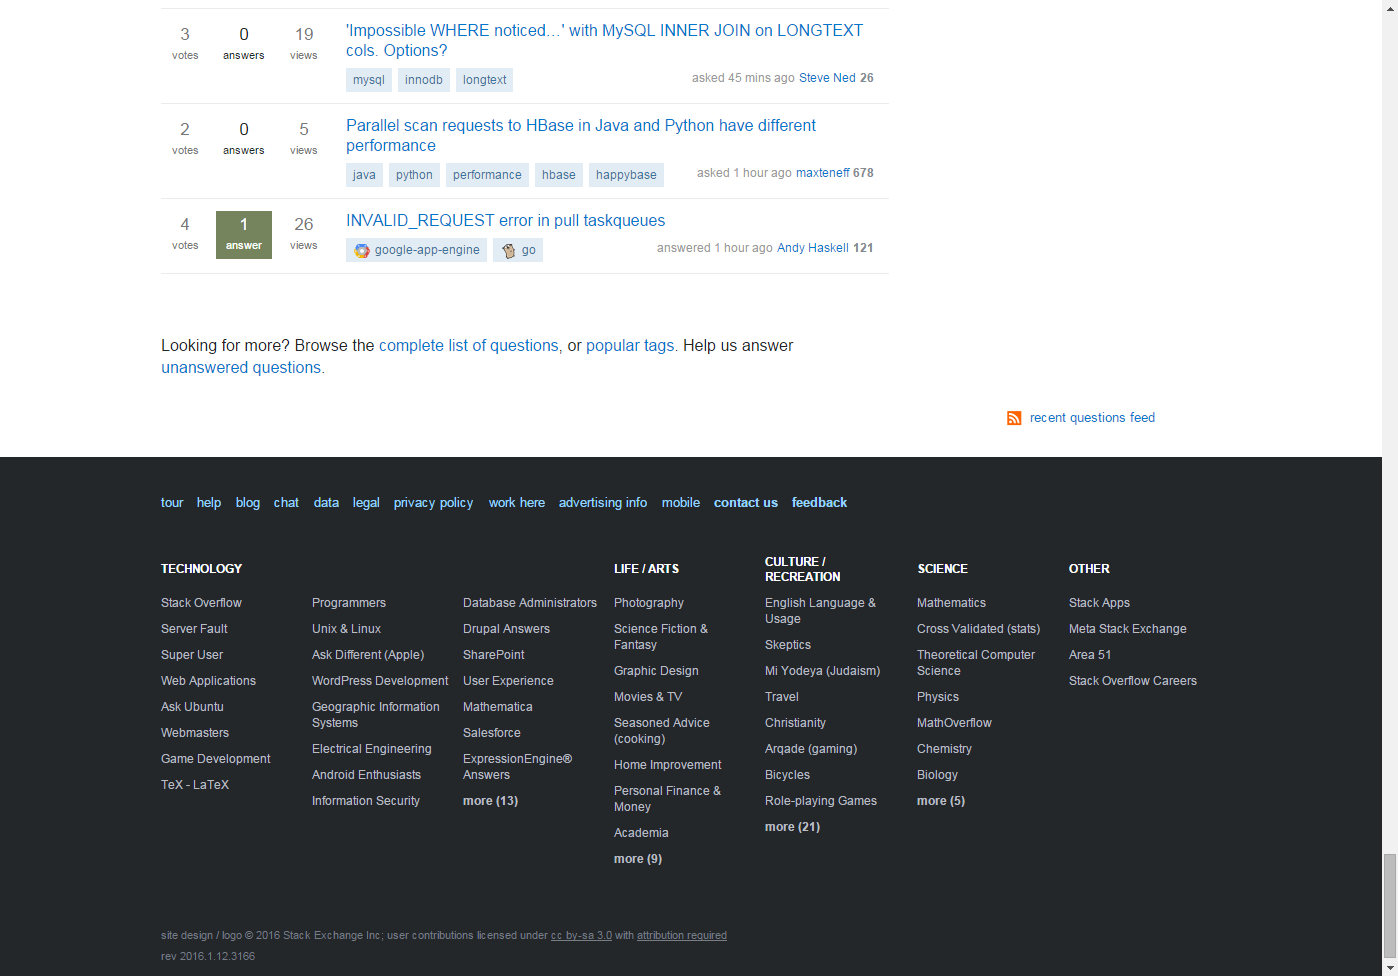 3 0 19 'Impossible WHERE noticed…' with MySQL INNER JOIN on LONGTEXT
votes answers views cols. Options?
mysql innodb longtext asked 45 mins ago Steve Ned 26
2 0 5 Parallel scan requests to HBase in Java and Python have different
votes answers views performance
java python performance hbase happybase asked 1 hour ago maxteneff 678
4 1 26 INVALID_REQUEST error in pull taskqueues
votes answer views google-app-engine go answered 1 hour ago Andy Haskell 121
Looking for more? Browse the complete list of questions, or popular tags. Help us answer
unanswered questions.
recent questions feed
tour help blog chat data legal privacy policy work here advertising info mobile contact us feedback
TECHNOLOGY
Stack Overflow
Server Fault
Super User
Web Applications
Ask Ubuntu
Webmasters
Game Development
TeX - LaTeX
Programmers
Unix & Linux
Ask Different (Apple)
WordPress Development
Geographic Information
Systems
Electrical Engineering
Android Enthusiasts
Information Security
Database Administrators
Drupal Answers
SharePoint
User Experience
Mathematica
Salesforce
ExpressionEngine®
Answers
more (13)
LIFE / ARTS
Photography
Science Fiction &
Fantasy
Graphic Design
Movies & TV
Seasoned Advice
(cooking)
Home Improvement
Personal Finance &
Money
Academia
more (9)
CULTURE /
RECREATION
English Language &
Usage
Skeptics
Mi Yodeya (Judaism)
Travel
Christianity
Arqade (gaming)
Bicycles
Role-playing Games
more (21)
SCIENCE
Mathematics
Cross Validated (stats)
Theoretical Computer
Science
Physics
MathOverflow
Chemistry
Biology
more (5)
OTHER
Stack Apps
Meta Stack Exchange
Area 51
Stack Overflow Careers
site design / logo © 2016 Stack Exchange Inc; user contributions licensed under cc by-sa 3.0 with attribution required
rev 2016.1.12.3166